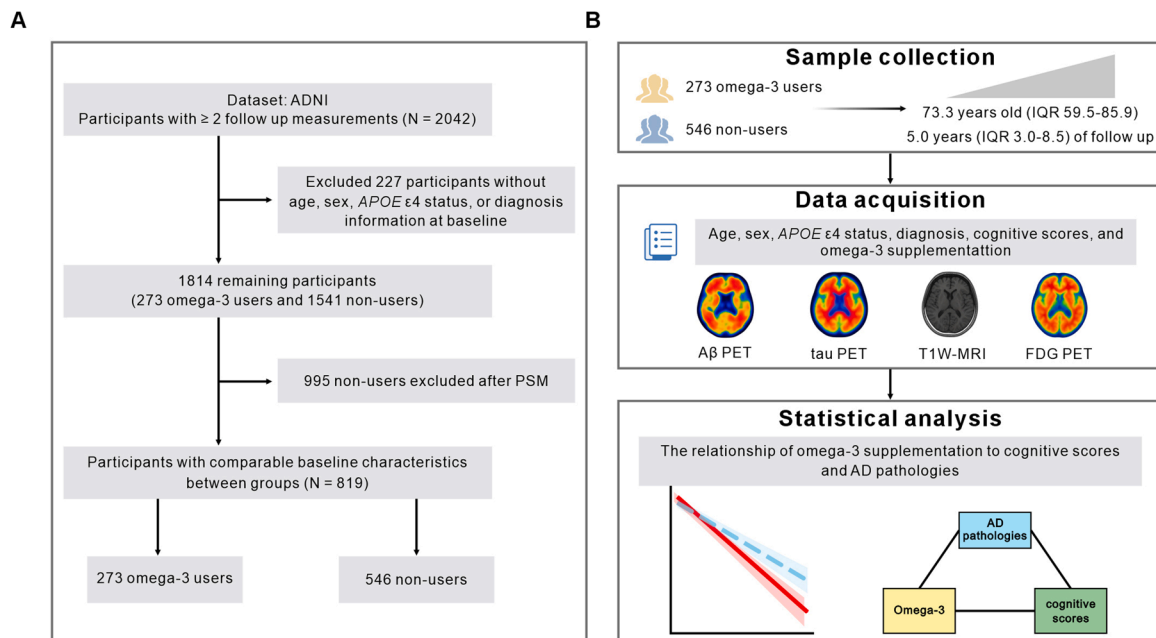 A
Dataset: ADNI
Participants with ≥ 2 follow up measurements (N = 2042)
Excluded 227 participants without
age, sex, APOE ε4 status, or diagnosis
information at baseline
1814 remaining participants
(273 omega-3 users and 1541 non-users)
995 non-users excluded after PSM
Participants with comparable baseline characteristics
between groups (N = 819)
273 omega-3 users
546 non-users
B
Sample collection
273 omega-3 users
546 non-users
73.3 years old (IQR 59.5-85.9)
5.0 years (IQR 3.0-8.5) of follow up
Data acquisition
Age, sex, APOE ε4 status, diagnosis, cognitive scores, and
omega-3 supplementattion
Aβ PET
tau PET
T1W-MRI
FDG PET
Statistical analysis
The relationship of omega-3 supplementation to cognitive scores
and AD pathologies
AD
pathologies
Omega-3
cognitive
scores